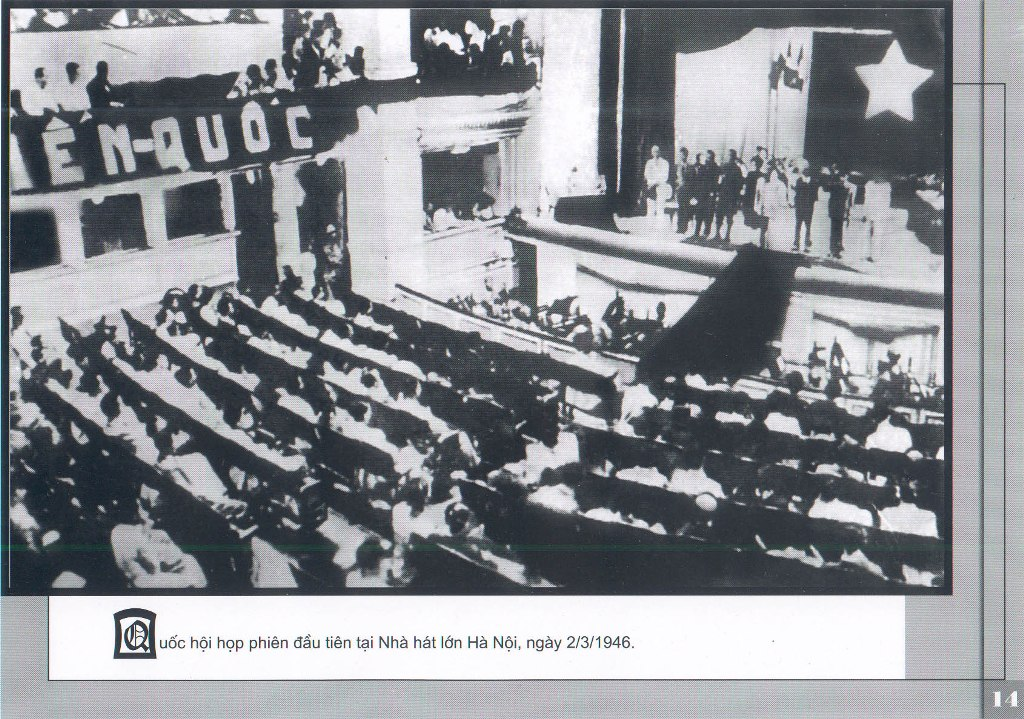 ÊN-QUỐC
Quốc hội họp phiên đầu tiên tại Nhà hát lớn Hà Nội, ngày 2/3/1946.
14